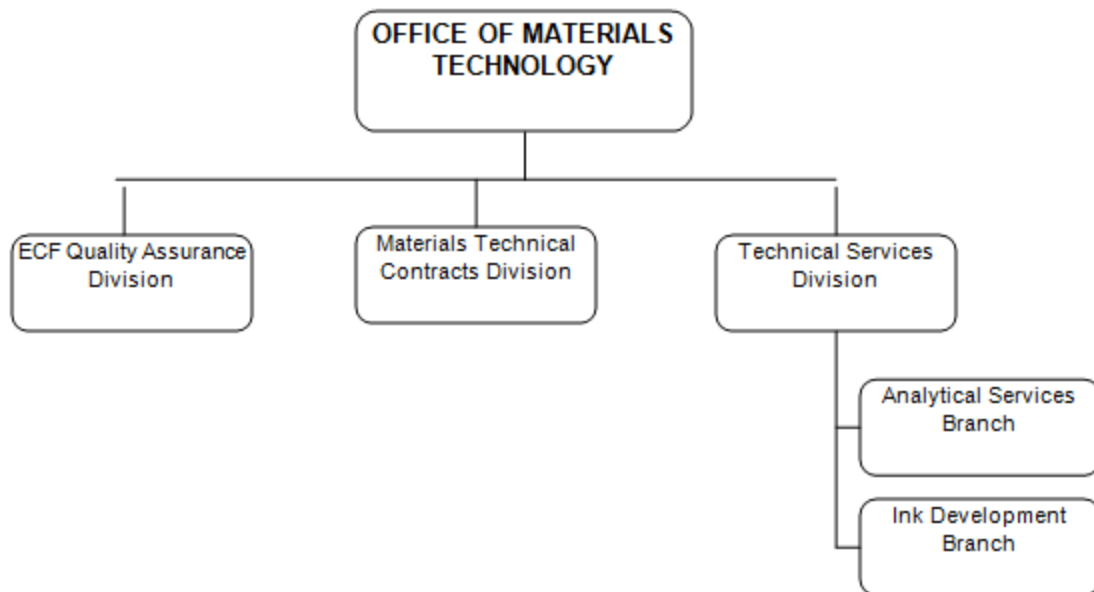 OFFICE OF MATERIALS
TECHNOLOGY
ECF Quality Assurance
Division
Materials Technical
Contracts Division
Technical Services
Division
Analytical Services
Branch
Ink Development
Branch